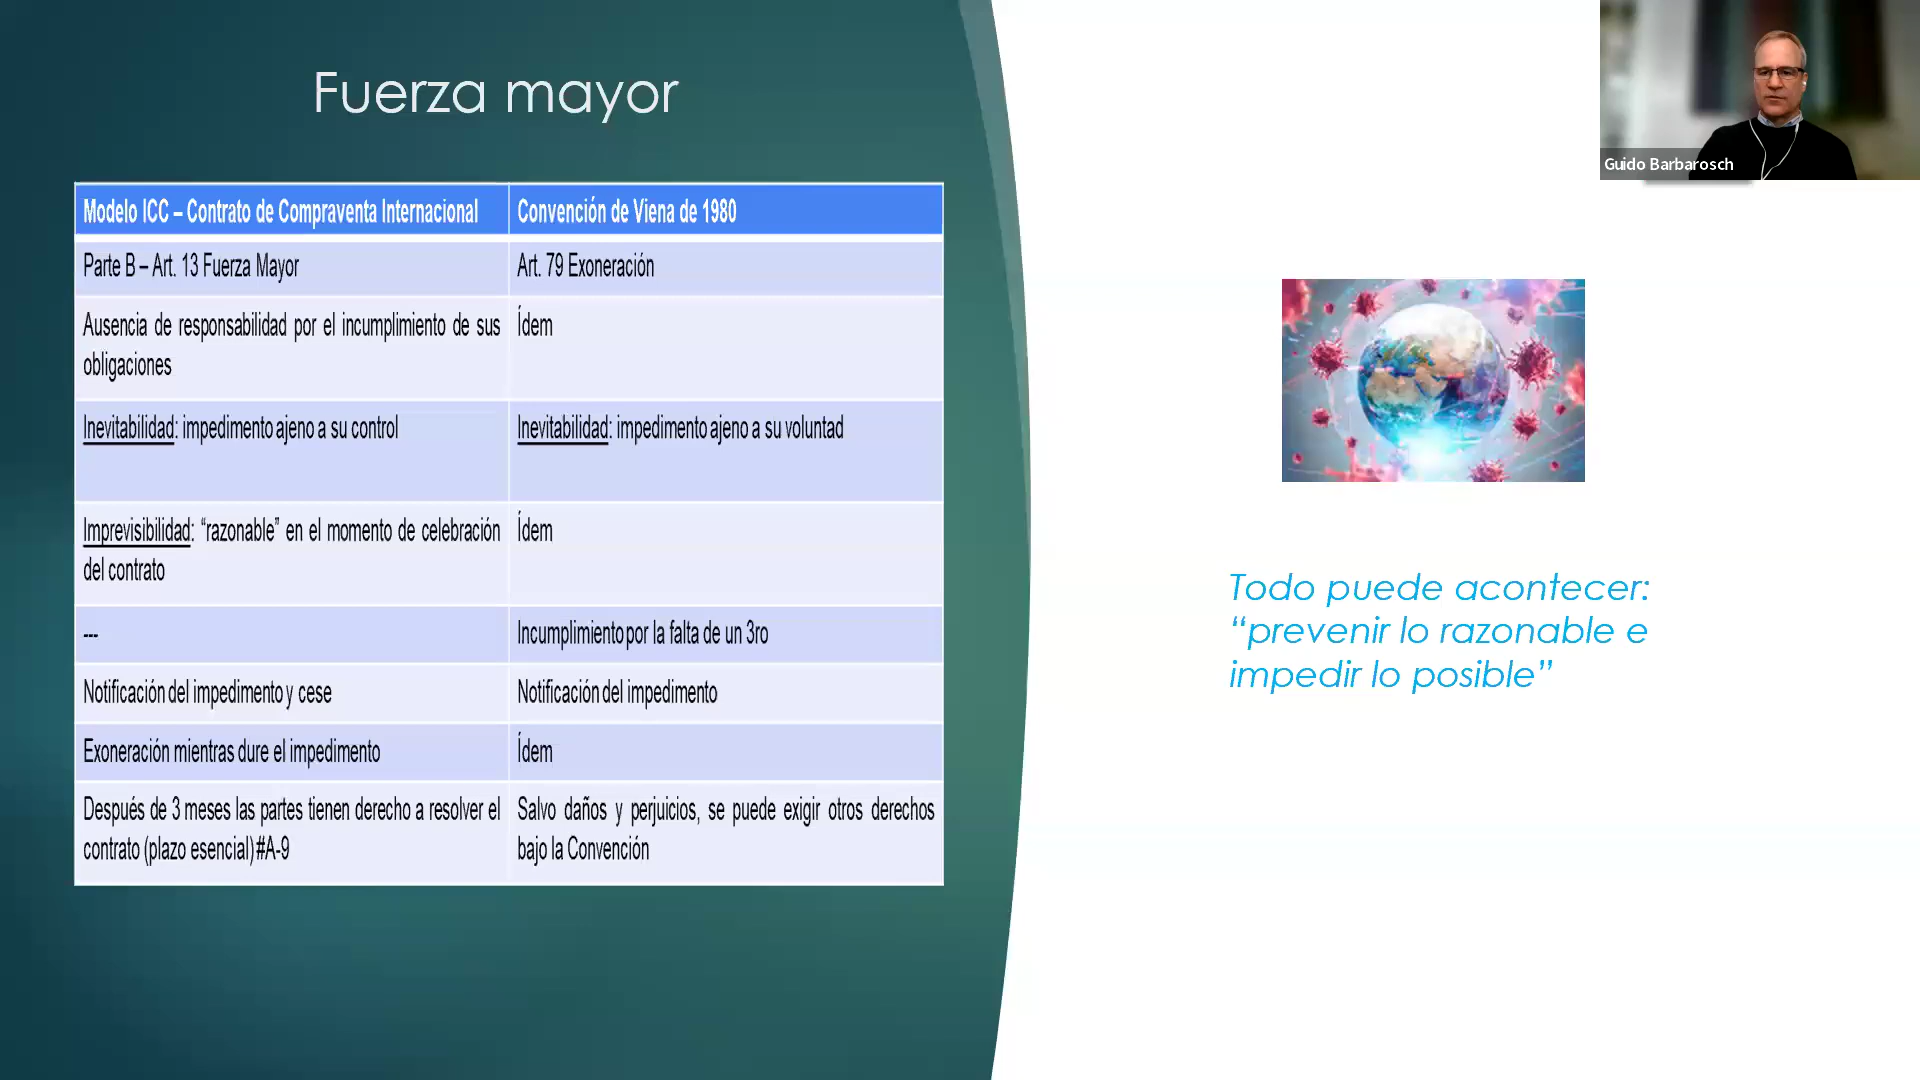 Fuerza mayor
Guido Barbarosch
Modelo ICC – Contrato de Compraventa Internacional
Convención de Viena de 1980
Parte B – Art. 13 Fuerza Mayor
Art. 79 Exoneración
Ausencia de responsabilidad por el incumplimiento de sus
obligaciones
Ídem
Inevitabilidad: impedimento ajeno a su control
Inevitabilidad: impedimento ajeno a su voluntad
Imprevisibilidad: “razonable” en el momento de celebración
del contrato
Ídem
---
Incumplimiento por la falta de un 3ro
Notificación del impedimento y cese
Notificación del impedimento
Exoneración mientras dure el impedimento
Ídem
Después de 3 meses las partes tienen derecho a resolver el
contrato (plazo esencial) #A-9
Salvo daños y perjuicios, se puede exigir otros derechos
bajo la Convención
Todo puede acontecer:
“prevenir lo razonable e
impedir lo posible”